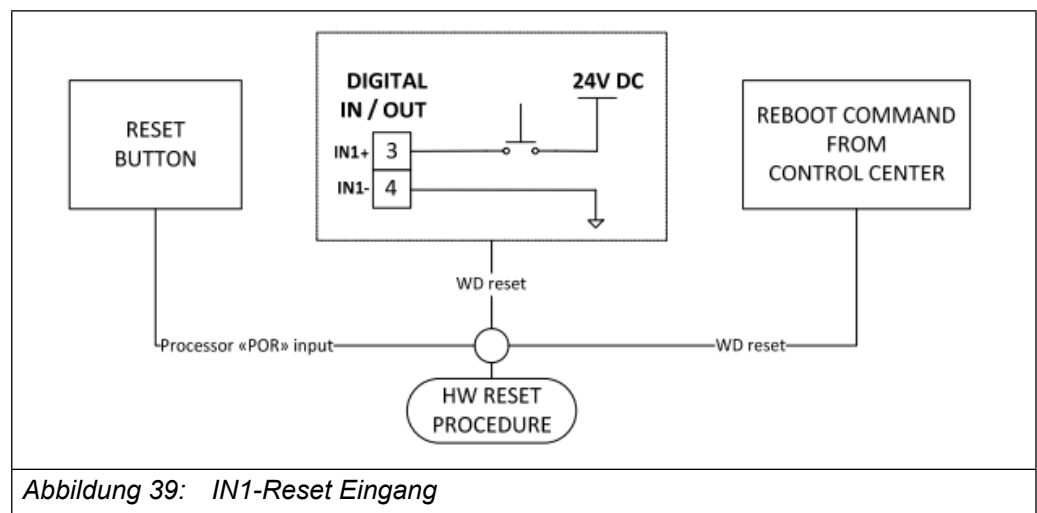 RESET
BUTTON
DIGITAL
IN / OUT
24V DC
IN1+ 3
IN1- 4
REBOOT COMMAND
FROM
CONTROL CENTER
WD reset
Processor «POR» input
WD reset
HW RESET
PROCEDURE
Abbildung 39: IN1-Reset Eingang